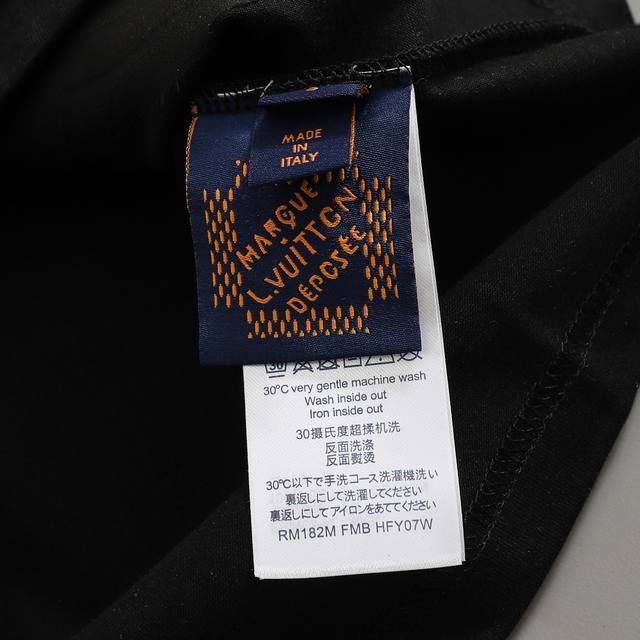 MADE
IN
ITALY
MARQUE
L.VUITTON
DEPOSÉE
30
30°C very gentle machine wash
Wash inside out
Iron inside out
30摄氏度超揉机洗
反面洗涤
反面熨烫
30℃以下で手洗コース洗濯機洗い
裏返しにして洗濯してください
裏返しにしてアイロンをあててください
RM182M FMB HFY07W